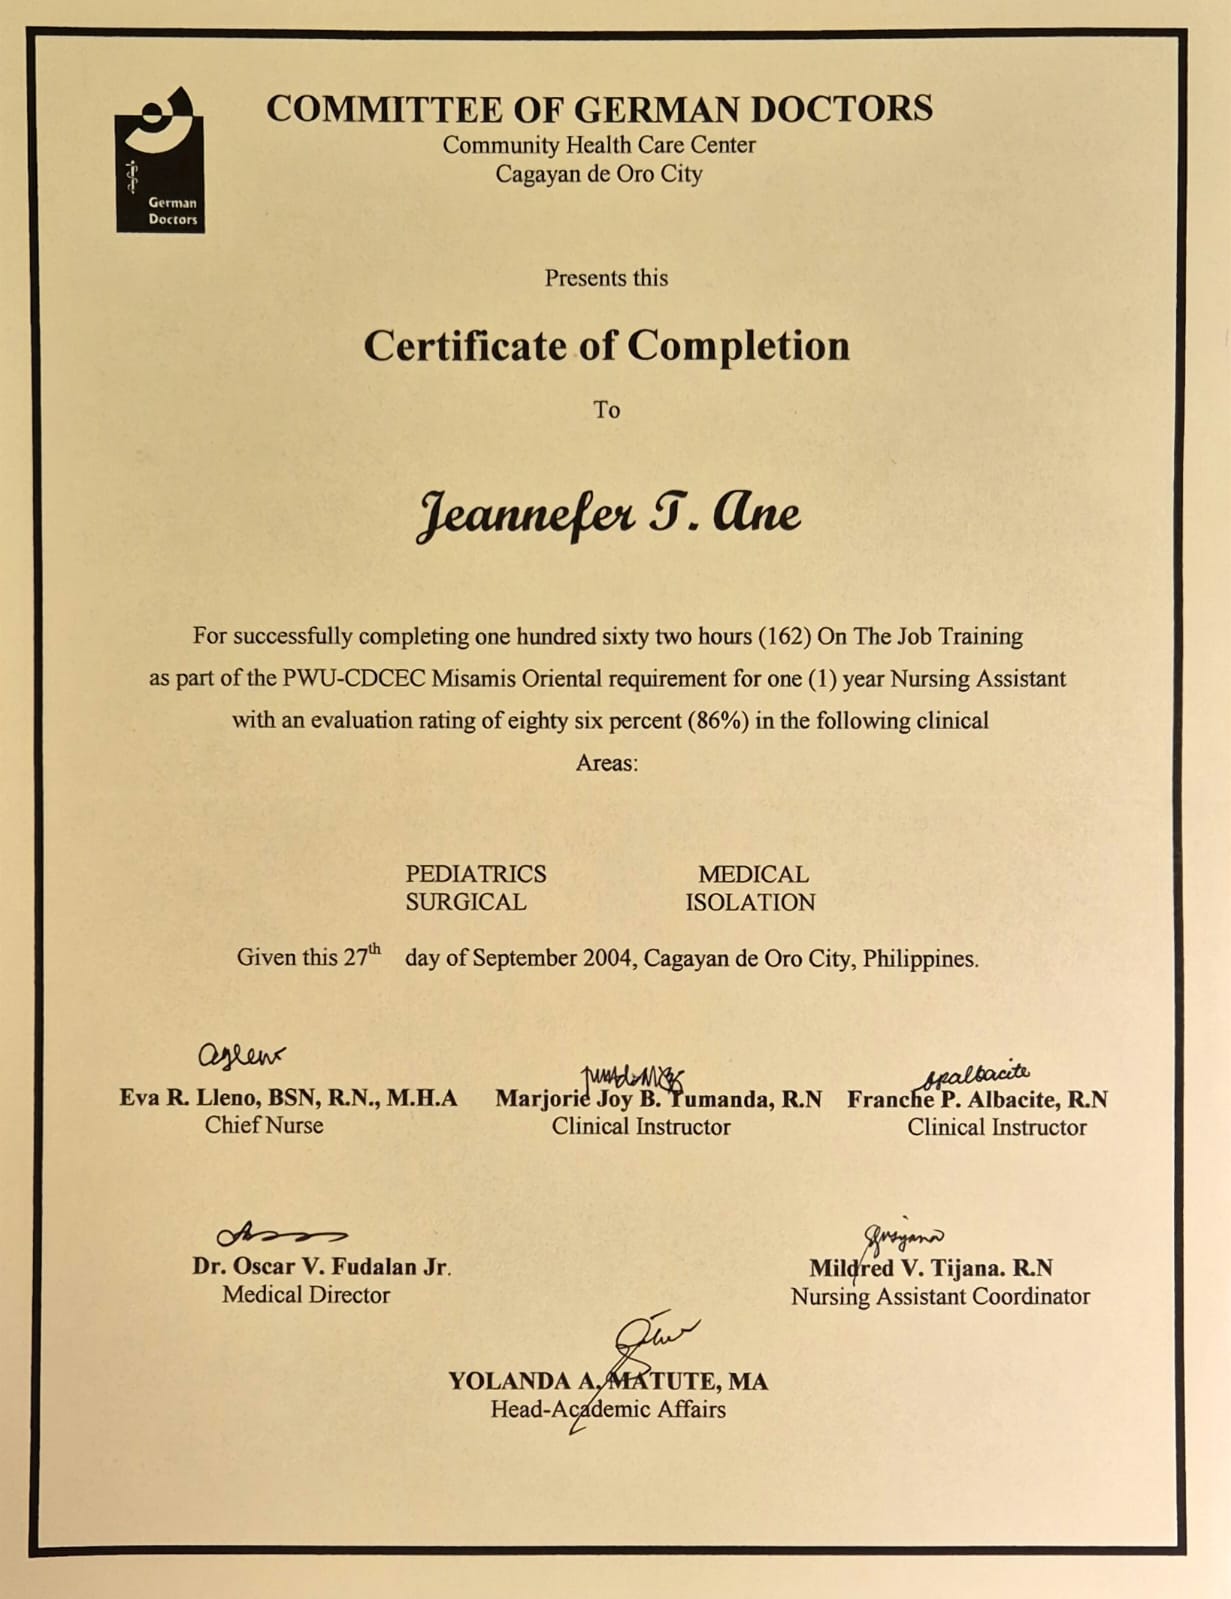 COMMITTEE OF GERMAN DOCTORS
Community Health Care Center
Cagayan de Oro City
German
Doctors
Presents this
Certificate of Completion
To
Jeannefer T. Ane
For successfully completing one hundred sixty two hours (162) On The Job Training
as part of the PWU-CDCEC Misamis Oriental requirement for one (1) year Nursing Assistant
with an evaluation rating of eighty six percent (86%) in the following clinical
Areas:
PEDIATRICS MEDICAL
SURGICAL ISOLATION
Given this 27th day of September 2004, Cagayan de Oro City, Philippines.
Eva R. Lleno, BSN, R.N., M.H.A Marjorie Joy B. Tumanda, R.N Franche P. Albacite, R.N
Chief Nurse Clinical Instructor Clinical Instructor
Dr. Oscar V. Fudalan Jr. Mildred V. Tijana. R.N
Medical Director Nursing Assistant Coordinator
YOLANDA A. MATUTE, MA
Head-Academic Affairs